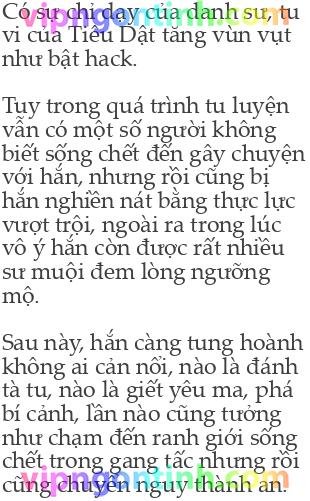 Có sự chỉ dạy của danh sư, tu
vi của Tiêu Dật tăng vùn vụt
như bật hack.
Tuy trong quá trình tu luyện
vẫn có một số người không
biết sống chết đến gây chuyện
với hắn, nhưng rồi cũng bị
hắn nghiền nát bằng thực lực
vượt trội, ngoài ra trong lúc
vô ý hắn còn được rất nhiều
sư muội đem lòng ngưỡng
mộ.
Sau này, hắn càng tung hoành
không ai cản nổi, nào là đánh
tà tu, nào là giết yêu ma, phá
bí cảnh, lần nào cũng tưởng
như chạm đến ranh giới sống
chết trong gang tấc nhưng rồi
cũng chuyển nguy thành an.
vipngontinh.com
vipngontinh.com